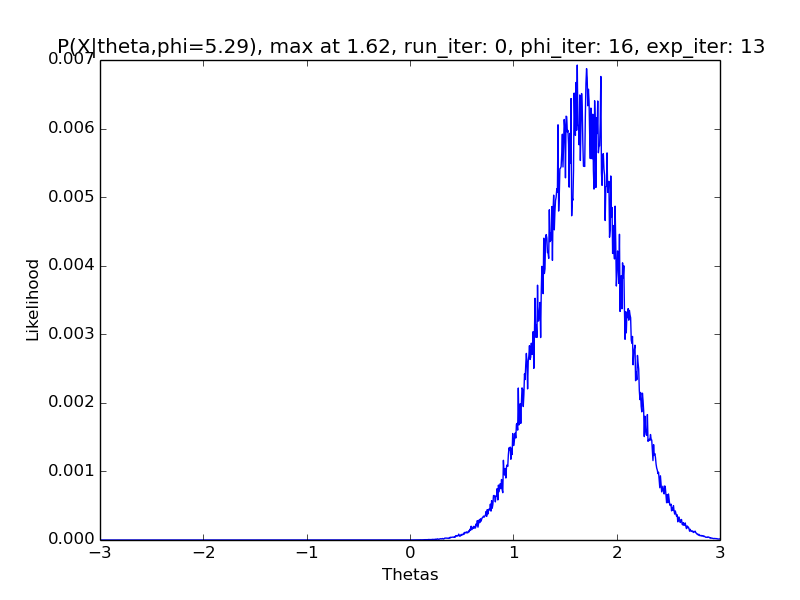 P(X|theta,phi=5.29), max at 1.62, run_iter: 0, phi_iter: 16, exp_iter: 13
0.007
0.006
0.005
0.004
0.003
0.002
0.001
0.000
Likelihood
−3 −2 −1 0 1 2 3
Thetas